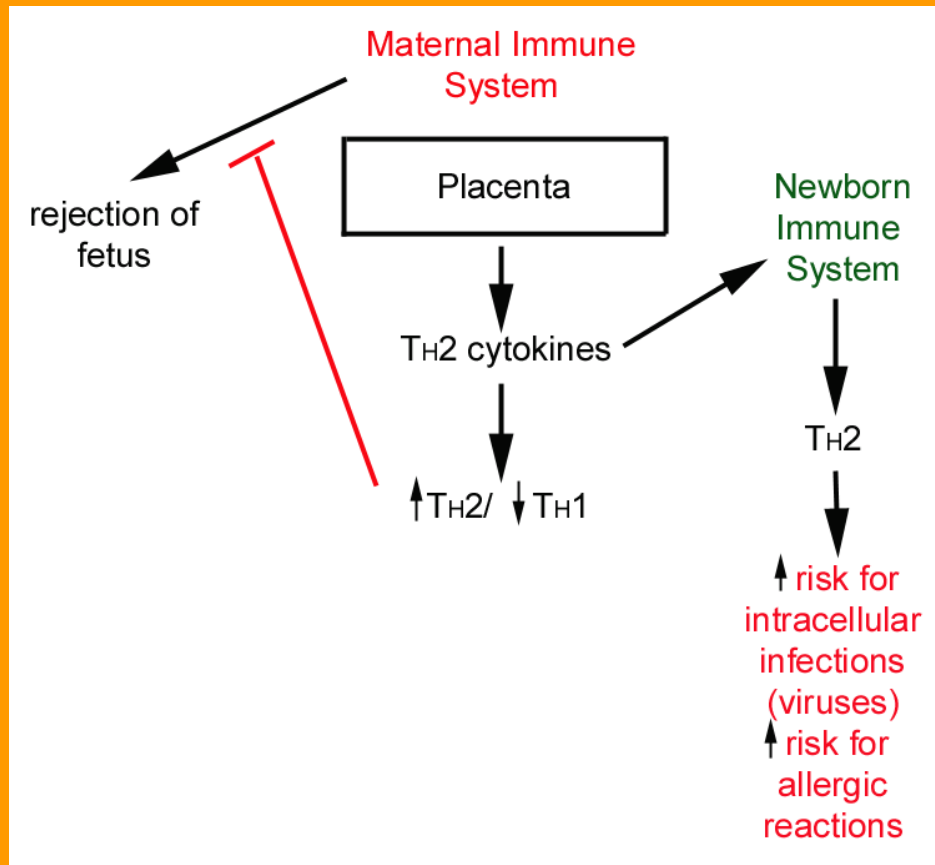 Maternal Immune
System
Placenta
rejection of
fetus
Newborn
Immune
System
TH2 cytokines
TH2
↑TH2/ ↓TH1
↑ risk for
intracellular
infections
(viruses)
↑ risk for
allergic
reactions